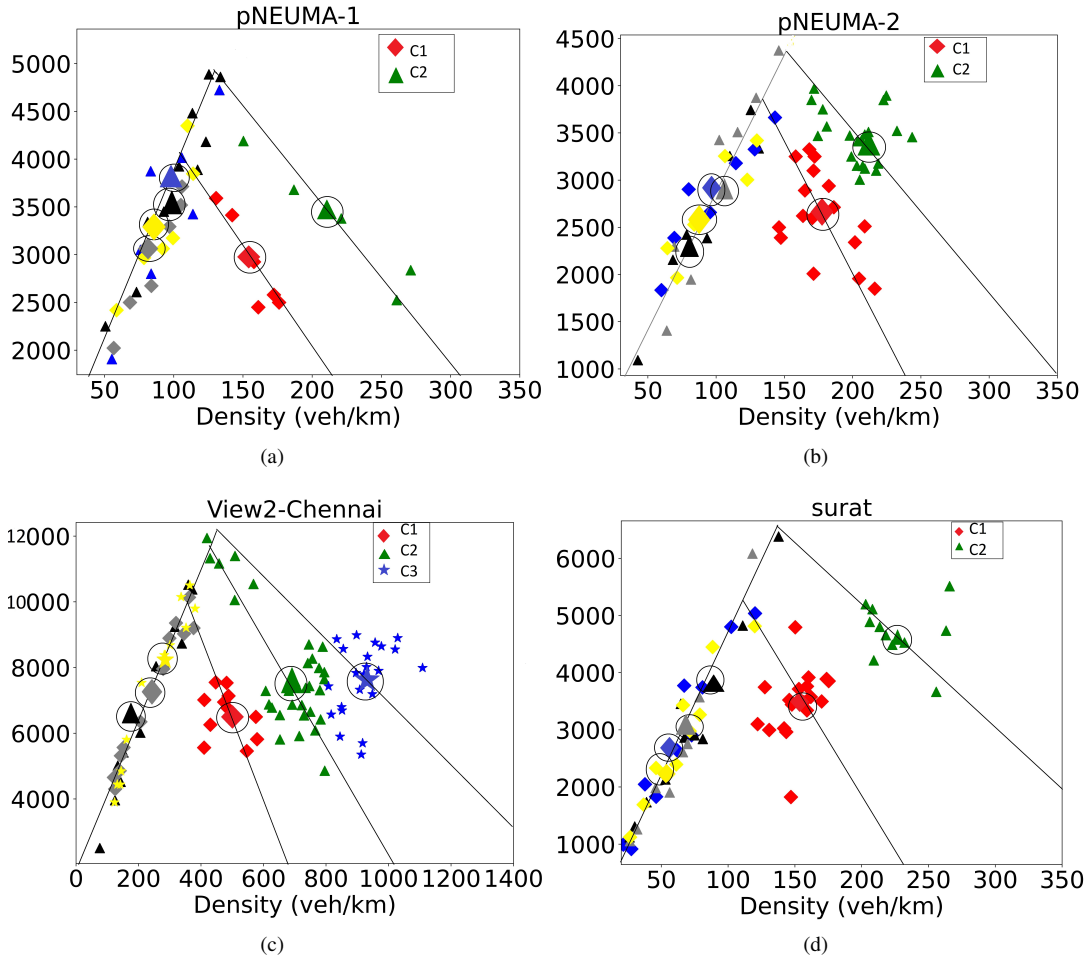 pNEUMA-1
C1
C2
5000
4500
4000
3500
3000
2500
2000
50 100 150 200 250 300 350
Density (veh/km)
(a)
pNEUMA-2
C1
C2
4500
4000
3500
3000
2500
2000
1500
1000
50 100 150 200 250 300 350
Density (veh/km)
(b)
View2-Chennai
C1
C2
C3
12000
10000
8000
6000
4000
0 200 400 600 800 1000 1200 1400
Density (veh/km)
(c)
surat
C1
C2
6000
5000
4000
3000
2000
1000
50 100 150 200 250 300 350
Density (veh/km)
(d)